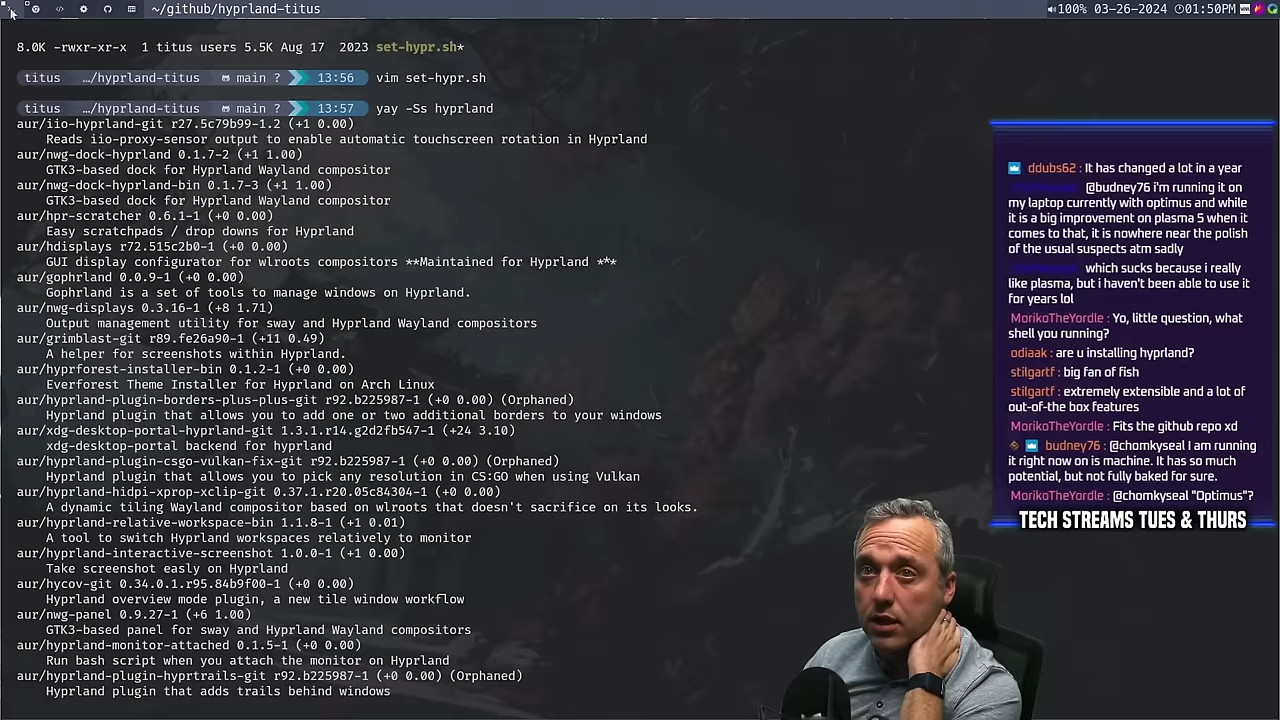 ~/github/hyprland-titus
100% 03-26-2024 01:50PM
8.0K -rwxr-xr-x 1 titus users 5.5K Aug 17 2023 set-hypr.sh*
titus …/hyprland-titus main ? 13:56 vim set-hypr.sh
titus …/hyprland-titus main ? 13:57 yay -Ss hyprland
aur/iio-hyprland-git r27.5c79b99-1.2 (+1 0.00)
Reads iio-proxy-sensor output to enable automatic touchscreen rotation in Hyprland
aur/nwg-dock-hyprland 0.1.7-2 (+1 1.00)
GTK3-based dock for Hyprland Wayland compositor
aur/nwg-dock-hyprland-bin 0.1.7-3 (+1 1.00)
GTK3-based dock for Hyprland Wayland compositor
aur/hpr-scratcher 0.6.1-1 (+0 0.00)
Easy scratchpads / drop downs for Hyprland
aur/hdisplays r72.515c2b0-1 (+0 0.00)
GUI display configurator for wlroots compositors **Maintained for Hyprland ***
aur/gophrland 0.0.9-1 (+0 0.00)
Gophrland is a set of tools to manage windows on Hyprland.
aur/nwg-displays 0.3.16-1 (+8 1.71)
Output management utility for sway and Hyprland Wayland compositors
aur/grimblast-git r89.fe26a90-1 (+11 0.49)
A helper for screenshots within Hyprland.
aur/hyprforest-installer-bin 0.1.2-1 (+0 0.00)
Everforest Theme Installer for Hyprland on Arch Linux
aur/hyprland-plugin-borders-plus-plus-git r92.b225987-1 (+0 0.00) (Orphaned)
Hyprland plugin that allows you to add one or two additional borders to your windows
aur/xdg-desktop-portal-hyprland-git 1.3.1.r14.g2d2fb547-1 (+24 3.10)
xdg-desktop-portal backend for hyprland
aur/hyprland-plugin-csgo-vulkan-fix-git r92.b225987-1 (+0 0.00) (Orphaned)
Hyprland plugin that allows you to pick any resolution in CS:GO when using Vulkan
aur/hyprland-hidpi-xprop-xclip-git 0.37.1.r20.05c84304-1 (+0 0.00)
A dynamic tiling Wayland compositor based on wlroots that doesn't sacrifice on its looks.
aur/hyprland-relative-workspace-bin 1.1.8-1 (+1 0.01)
A tool to switch Hyprland workspaces relatively to monitor
aur/hyprland-interactive-screenshot 1.0.0-1 (+1 0.00)
Take screenshot easly on Hyprland
aur/hycov-git 0.34.0.1.r95.84b9f00-1 (+0 0.00)
Hyprland overview mode plugin, a new tile window workflow
aur/nwg-panel 0.9.27-1 (+6 1.00)
GTK3-based panel for sway and Hyprland Wayland compositors
aur/hyprland-monitor-attached 0.1.5-1 (+0 0.00)
Run bash script when you attach the monitor on Hyprland
aur/hyprland-plugin-hyprtrails-git r92.b225987-1 (+0 0.00) (Orphaned)
Hyprland plugin that adds trails behind windows
ddubs62 : It has changed a lot in a year
@budney76 i'm running it on
my laptop currently with optimus and while
it is a big improvement on plasma 5 when it
comes to that, it is nowhere near the polish
of the usual suspects atm sadly
which sucks because i really
like plasma, but i haven't been able to use it
for years lol
MorikoTheYordle : Yo, little question, what
shell you running?
odiaak : are u installing hyprland?
stilgartf : big fan of fish
stilgartf : extremely extensible and a lot of
out-of-the box features
MorikoTheYordle : Fits the github repo xd
budney76 : @chomkyseal I am running
it right now on is machine. It has so much
potential, but not fully baked for sure.
MorikoTheYordle : @chomkyseal "Optimus"?
TECH STREAMS TUES & THURS